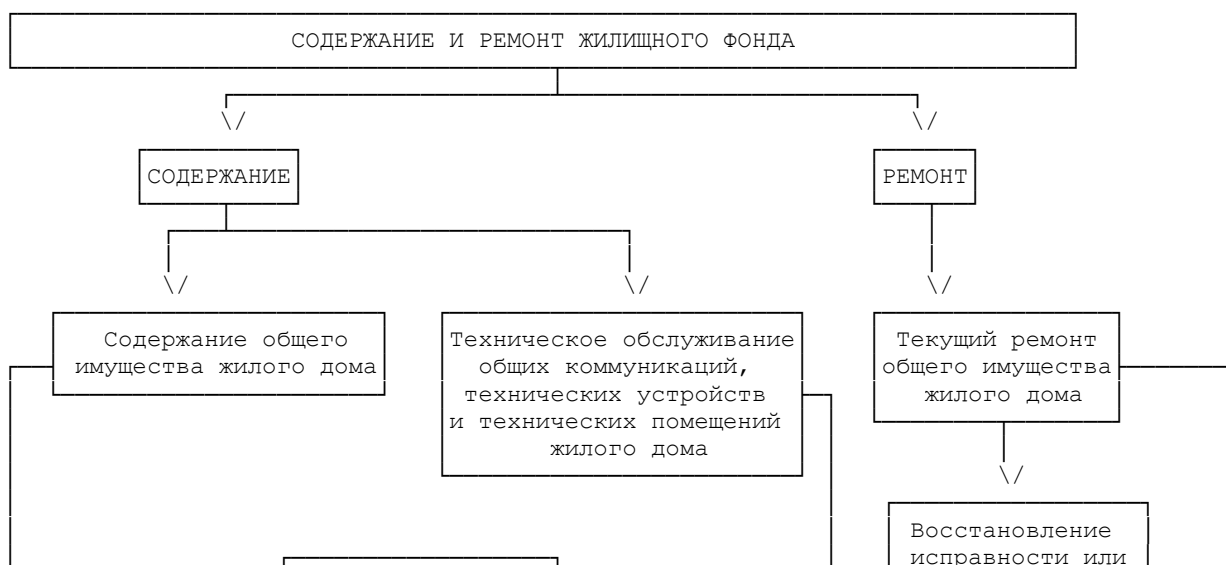 СОДЕРЖАНИЕ И РЕМОНТ ЖИЛИЩНОГО ФОНДА
СОДЕРЖАНИЕ
РЕМОНТ
Содержание общего
имущества жилого дома
Техническое обслуживание
общих коммуникаций,
технических устройств
и технических помещений
жилого дома
Текущий ремонт
общего имущества
жилого дома
Восстановление
исправности или